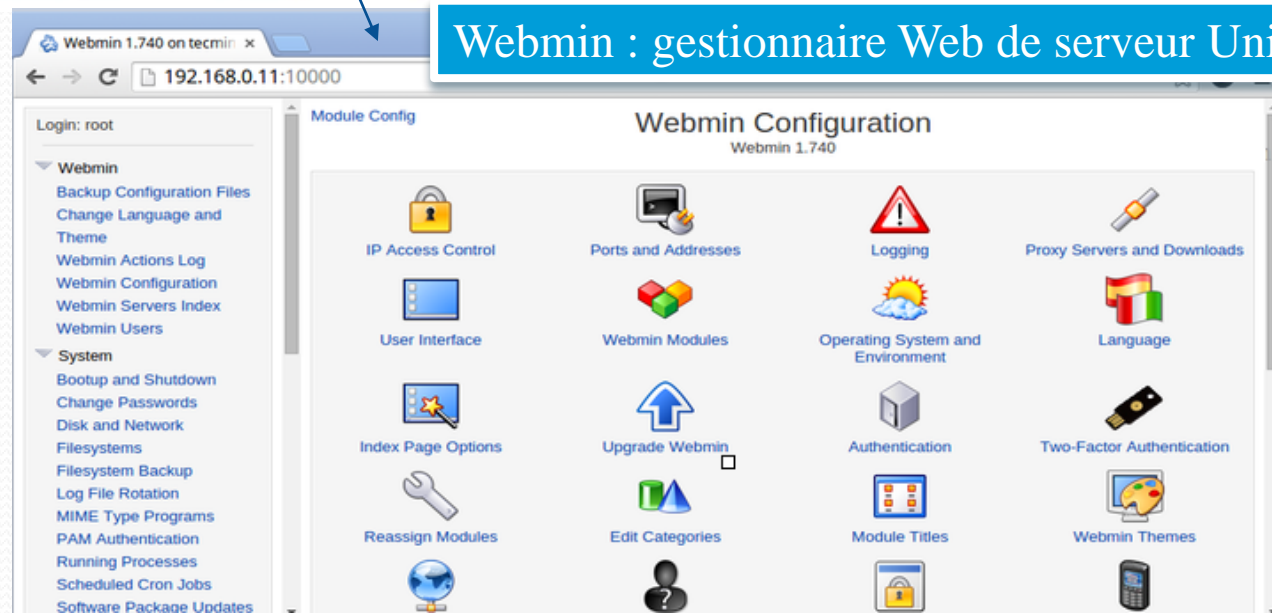 Webmin : gestionnaire Web de serveur Uni
Webmin 1.740 on tecmin
192.168.0.11:10000
Login: root
Webmin
Backup Configuration Files
Change Language and
Theme
Webmin Actions Log
Webmin Configuration
Webmin Servers Index
Webmin Users
System
Bootup and Shutdown
Change Passwords
Disk and Network
Filesystems
Filesystem Backup
Log File Rotation
MIME Type Programs
PAM Authentication
Running Processes
Scheduled Cron Jobs
Software Package Updates
Module Config
Webmin Configuration
Webmin 1.740
IP Access Control
Ports and Addresses
Logging
Proxy Servers and Downloads
User Interface
Webmin Modules
Operating System and
Environment
Language
Index Page Options
Upgrade Webmin
Authentication
Two-Factor Authentication
Reassign Modules
Edit Categories
Module Titles
Webmin Themes